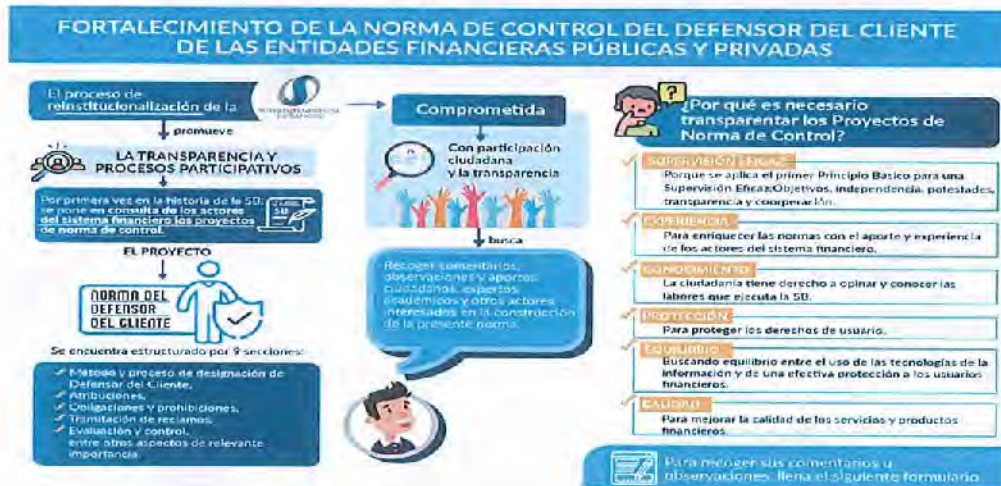 FORTALECIMIENTO DE LA NORMA DE CONTROL DEL DEFENSOR DEL CLIENTE
DE LAS ENTIDADES FINANCIERAS PÚBLICAS Y PRIVADAS
El proceso de
reinstitucionalización de la
promueve
LA TRANSPARENCIA Y
PROCESOS PARTICIPATIVOS
Por primera vez en la historia de la SB,
se pone en consulta de los actores
del sistema financiero los proyectos
de norma de control.
SB
EL PROYECTO
NORMA DEL
DEFENSOR
DEL CLIENTE
Se encuentra estructurado por 9 secciones:
Método y proceso de designación de
Defensor del Cliente.
Atribuciones.
Obligaciones y prohibiciones.
Tramitación de reclamos.
Evaluación y control,
entre otros aspectos de relevante
importancia.
Comprometida
Con participación
ciudadana
y la transparencia
busca
Recoger comentarios,
observaciones y aportes
ciudadanos, expertos
académicos y otros actores
interesados en la construcción
de la presente norma.
?
¿Por qué es necesario
transparentar los Proyectos de
Norma de Control?
SUPERVISIÓN EFICAZ
Porque se aplica el primer Principio Básico para una
Supervisión Eficaz:Objetivos, independencia, potestades,
transparencia y cooperación.
EXPERIENCIA
Para enriquecer las normas con el aporte y experiencia
de los actores del sistema financiero.
CONOCIMIENTO
La ciudadanía tiene derecho a opinar y conocer las
labores que ejecuta la SB.
PROTECCIÓN
Para proteger los derechos de usuario.
EQUILIBRIO
Buscando equilibrio entre el uso de las tecnologías de la
información y de una efectiva protección a los usuarios
financieros.
CALIDAD
Para mejorar la calidad de los servicios y productos
financieros.
Para recoger sus comentarios u
observaciones, llena el siguiente formulario